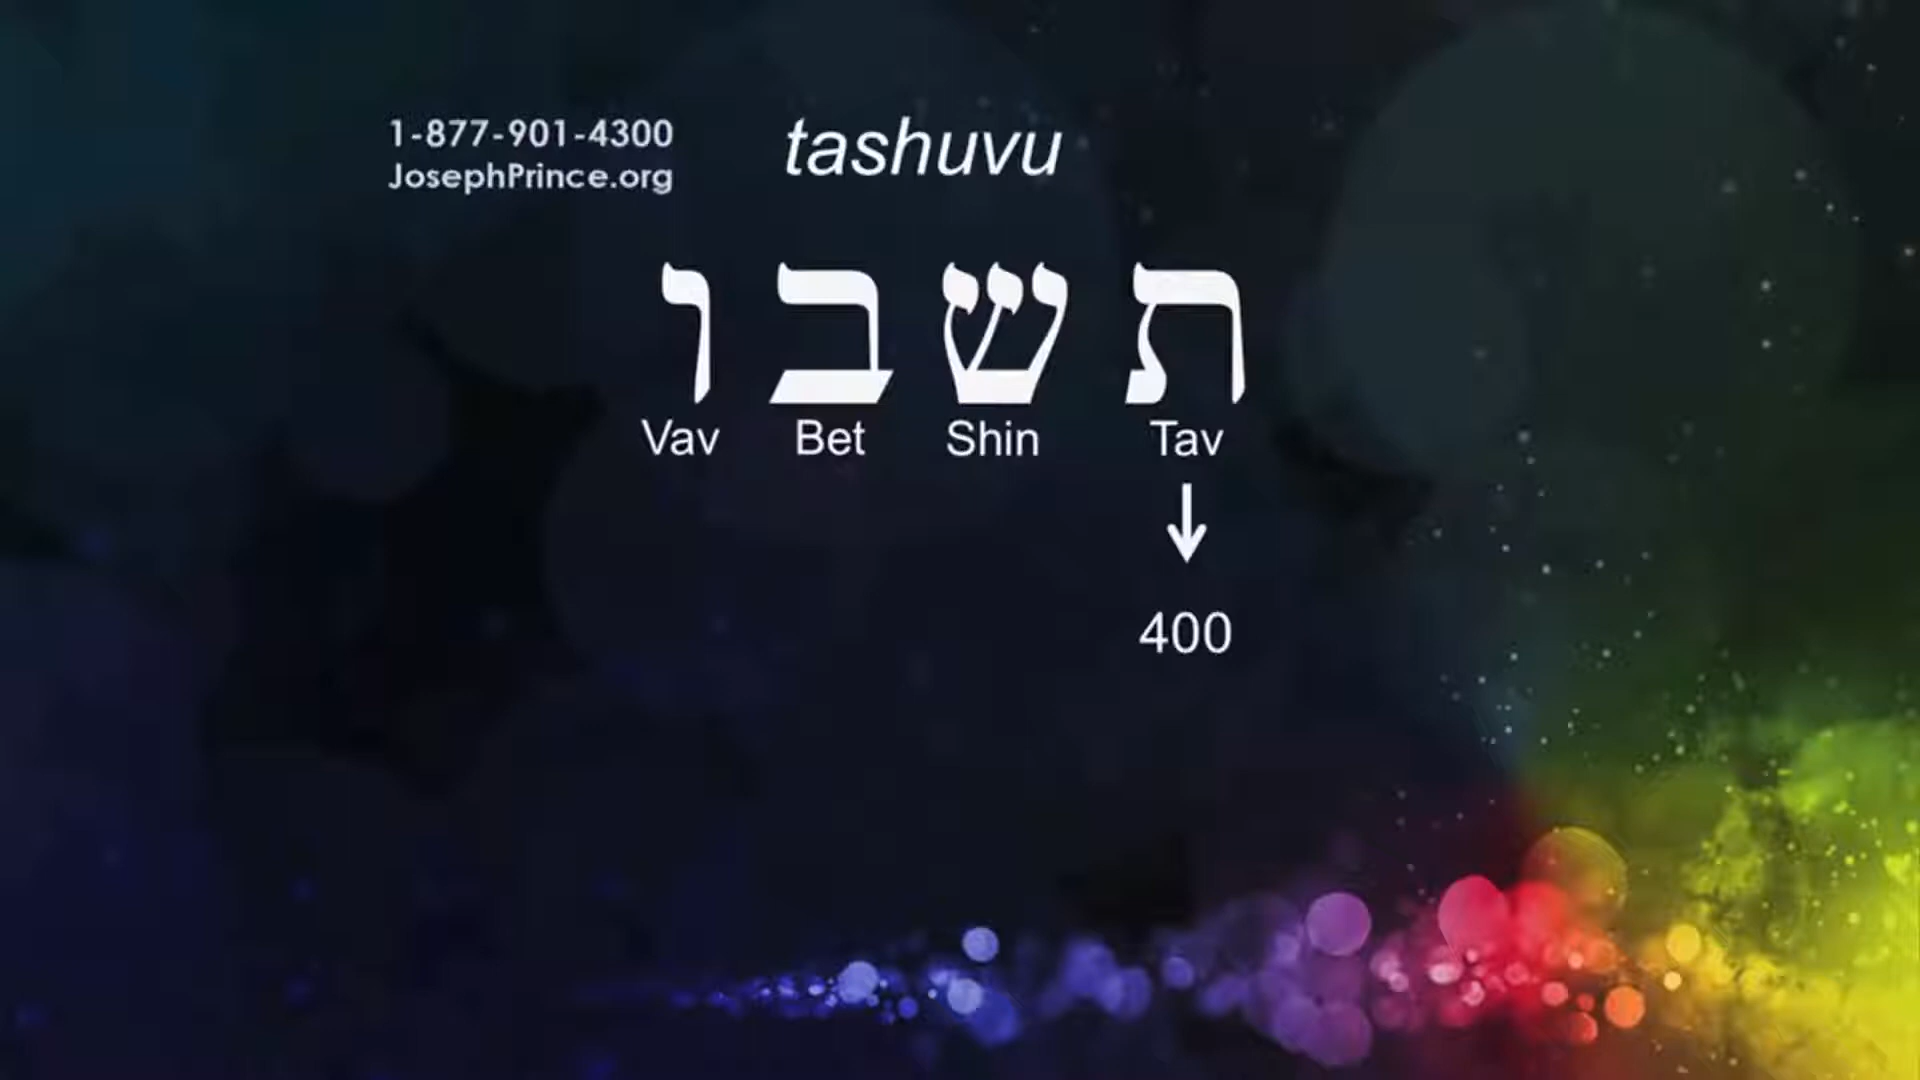 1-877-901-4300
JosephPrince.org
tashuvu
תשבו
Vav Bet Shin Tav
↓
400